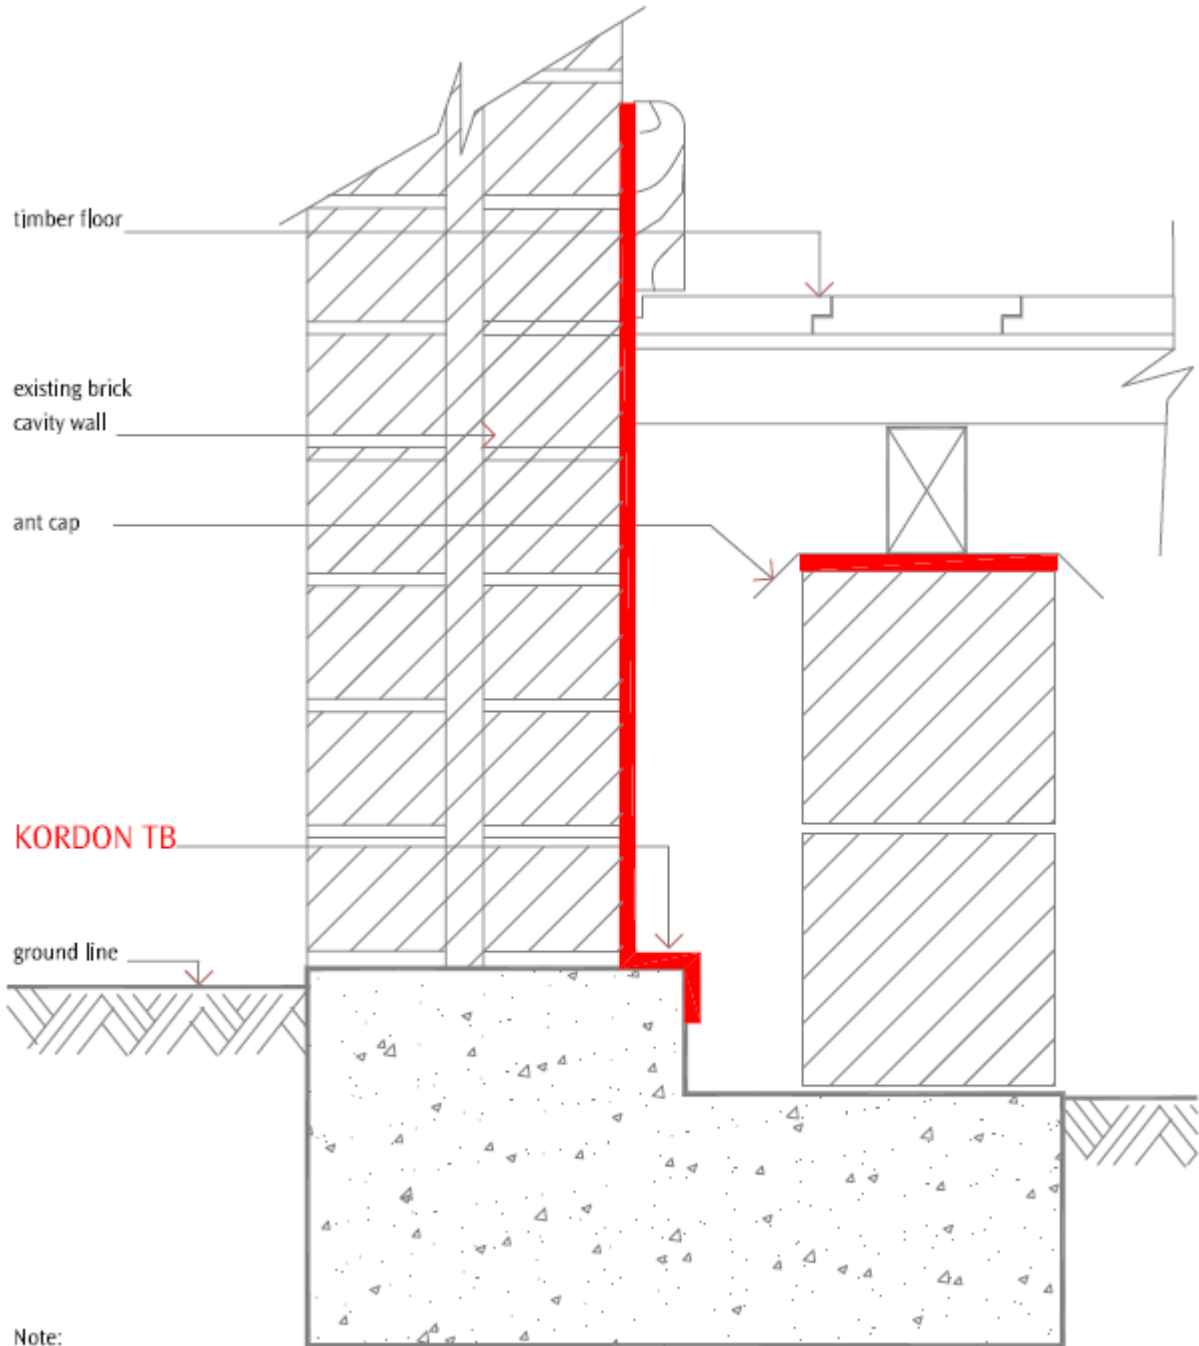 timber floor
existing brick
cavity wall
ant cap
KORDON TB
ground line
Note: